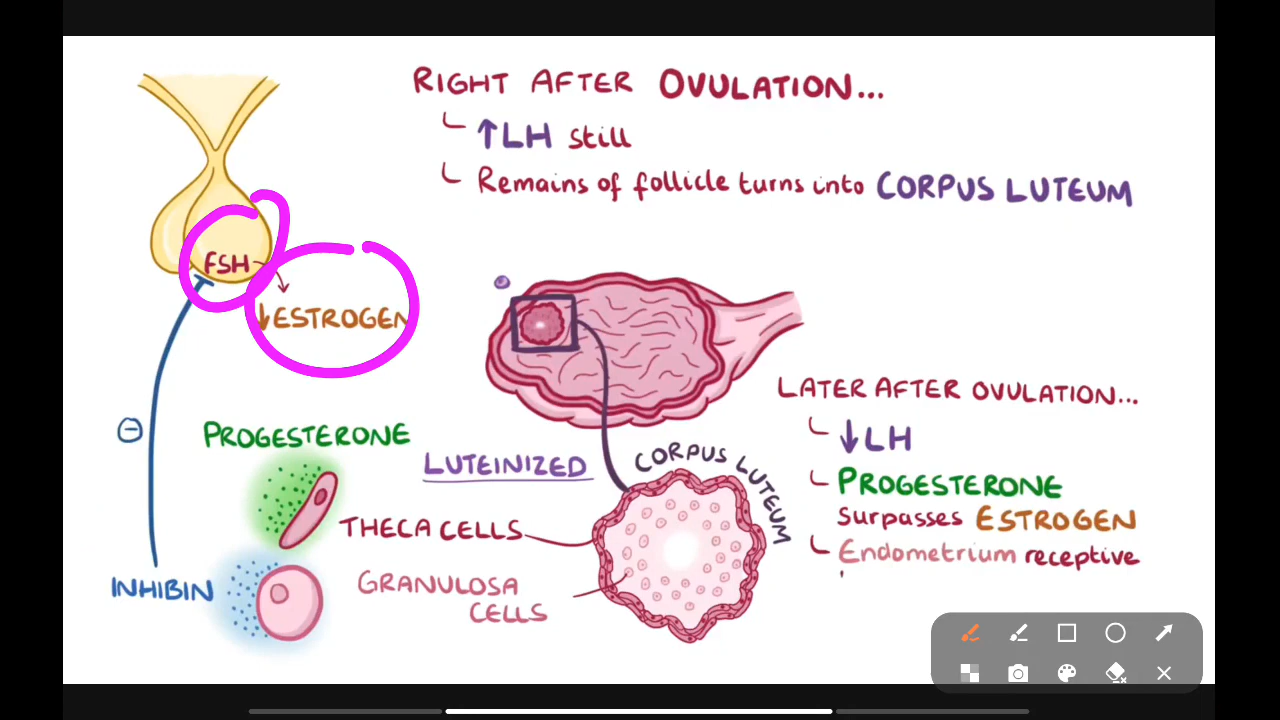 RIGHT AFTER OVULATION...
↑LH still
Remains of follicle turns into CORPUS LUTEUM
FSH
↓ESTROGEN
PROGESTERONE
INHIBIN
LUTEINIZED
THECA CELLS
GRANULOSA
CELLS
CORPUS LUTEUM
LATER AFTER OVULATION...
↓LH
PROGESTERONE
surpasses ESTROGEN
Endometrium receptive